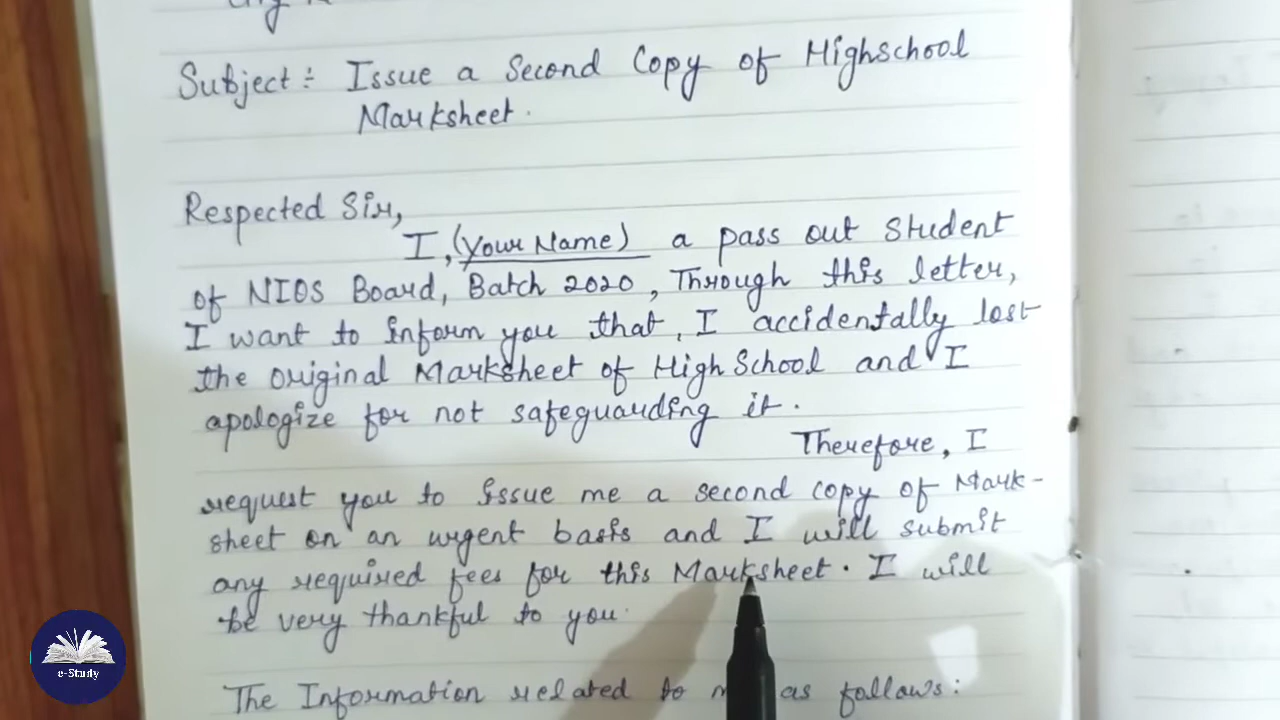 Subject :- Issue a Second Copy of Highschool
Marksheet.
Respected Sir,
I, (Your Name) a pass out Student
of NIOS Board, Batch 2020, Through this letter,
I want to inform you that, I accidentally lost
the original Marksheet of High School and I
apologize for not safeguarding it.
Therefore, I
request you to issue me a second copy of Mark-
sheet on an urgent basis and I will submit
any required fees for this Marksheet. I will
be very thankful to you.
The Information related to as follows:
e-Study